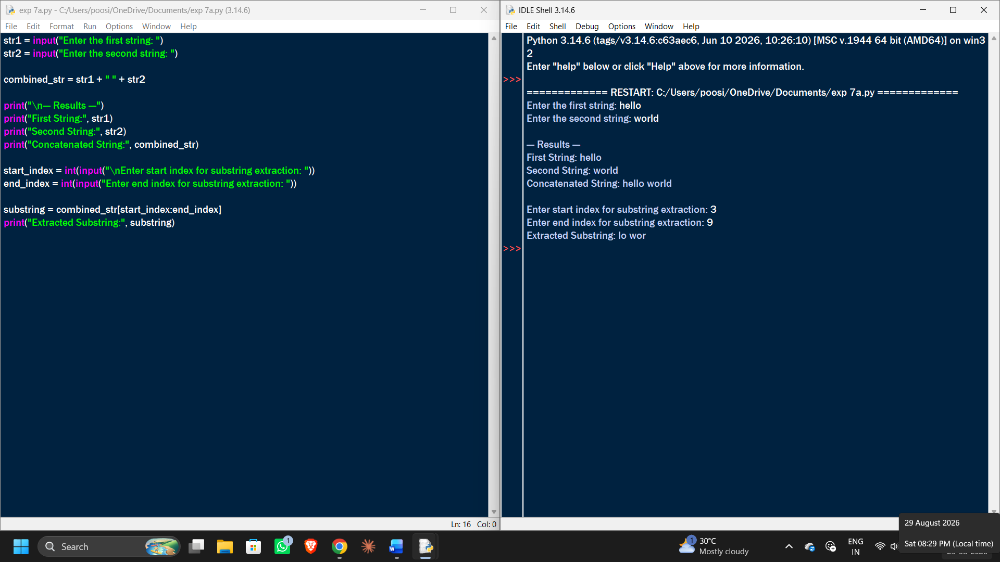 exp 7a.py - C:/Users/poosi/OneDrive/Documents/exp 7a.py (3.14.6)
File Edit Format Run Options Window Help
str1 = input("Enter the first string: ")
str2 = input("Enter the second string: ")
combined_str = str1 + " " + str2
print("\n— Results —")
print("First String:", str1)
print("Second String:", str2)
print("Concatenated String:", combined_str)
start_index = int(input("\nEnter start index for substring extraction: "))
end_index = int(input("Enter end index for substring extraction: "))
substring = combined_str[start_index:end_index]
print("Extracted Substring:", substring)
Ln: 16 Col: 0
IDLE Shell 3.14.6
File Edit Shell Debug Options Window Help
Python 3.14.6 (tags/v3.14.6:c63aec6, Jun 10 2026, 10:26:10) [MSC v.1944 64 bit (AMD64)] on win3
2
Enter "help" below or click "Help" above for more information.
>>>
============= RESTART: C:/Users/poosi/OneDrive/Documents/exp 7a.py =============
Enter the first string: hello
Enter the second string: world
— Results —
First String: hello
Second String: world
Concatenated String: hello world
Enter start index for substring extraction: 3
Enter end index for substring extraction: 9
Extracted Substring: lo wor
>>>
29 August 2026
Sat 08:29 PM (Local time)
Search
1
W
1
30°C
Mostly cloudy
ENG
IN